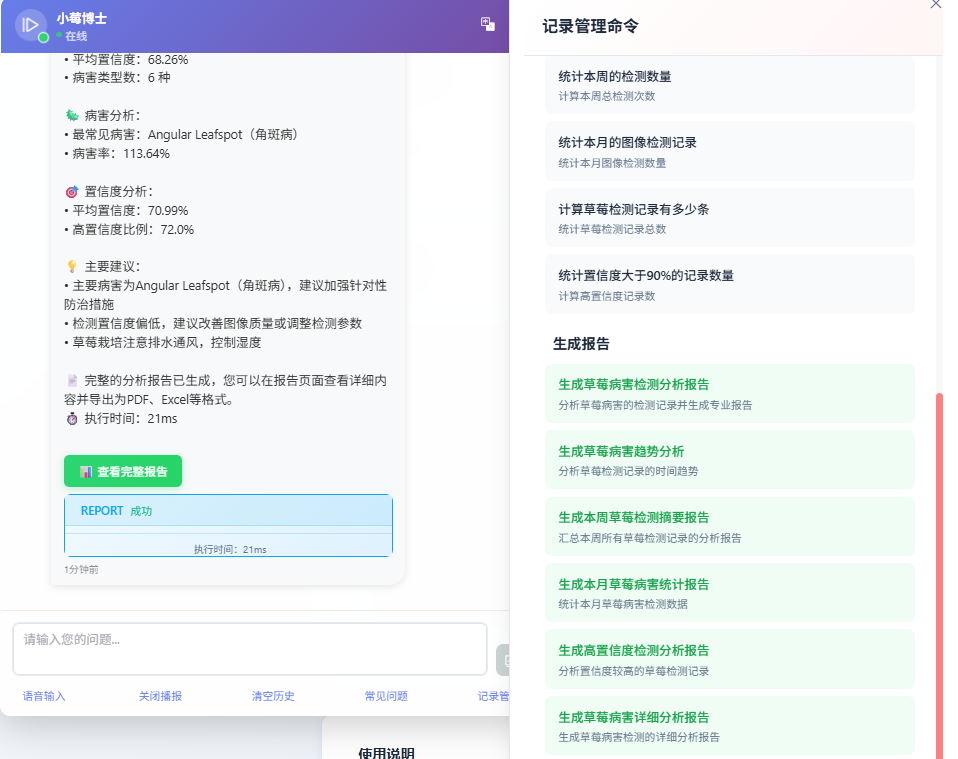 小莓博士
在线
• 平均置信度：68.26%
• 病害类型数：6 种
🦠 病害分析：
• 最常见病害：Angular Leafspot（角斑病）
• 病害率：113.64%
🎯 置信度分析：
• 平均置信度：70.99%
• 高置信度比例：72.0%
💡 主要建议：
• 主要病害为Angular Leafspot（角斑病），建议加强针对性
防治措施
• 检测置信度偏低，建议改善图像质量或调整检测参数
• 草莓栽培注意排水通风，控制湿度
📄 完整的分析报告已生成，您可以在报告页面查看详细内
容并导出为PDF、Excel等格式。
⏱ 执行时间：21ms
📊 查看完整报告
REPORT 成功
执行时间：21ms
1分钟前
请输入您的问题...
语音输入
关闭播报
清空历史
常见问题
记录管
使用说明
记录管理命令
统计本周的检测数量
计算本周总检测次数
统计本月的图像检测记录
统计本月图像检测数量
计算草莓检测记录有多少条
统计草莓检测记录总数
统计置信度大于90%的记录数量
计算高置信度记录数
生成报告
生成草莓病害检测分析报告
分析草莓病害的检测记录并生成专业报告
生成草莓病害趋势分析
分析草莓检测记录的时间趋势
生成本周草莓检测摘要报告
汇总本周所有草莓检测记录的分析报告
生成本月草莓病害统计报告
统计本月草莓病害检测数据
生成高置信度检测分析报告
分析置信度较高的草莓检测记录
生成草莓病害详细分析报告
生成草莓病害检测的详细分析报告